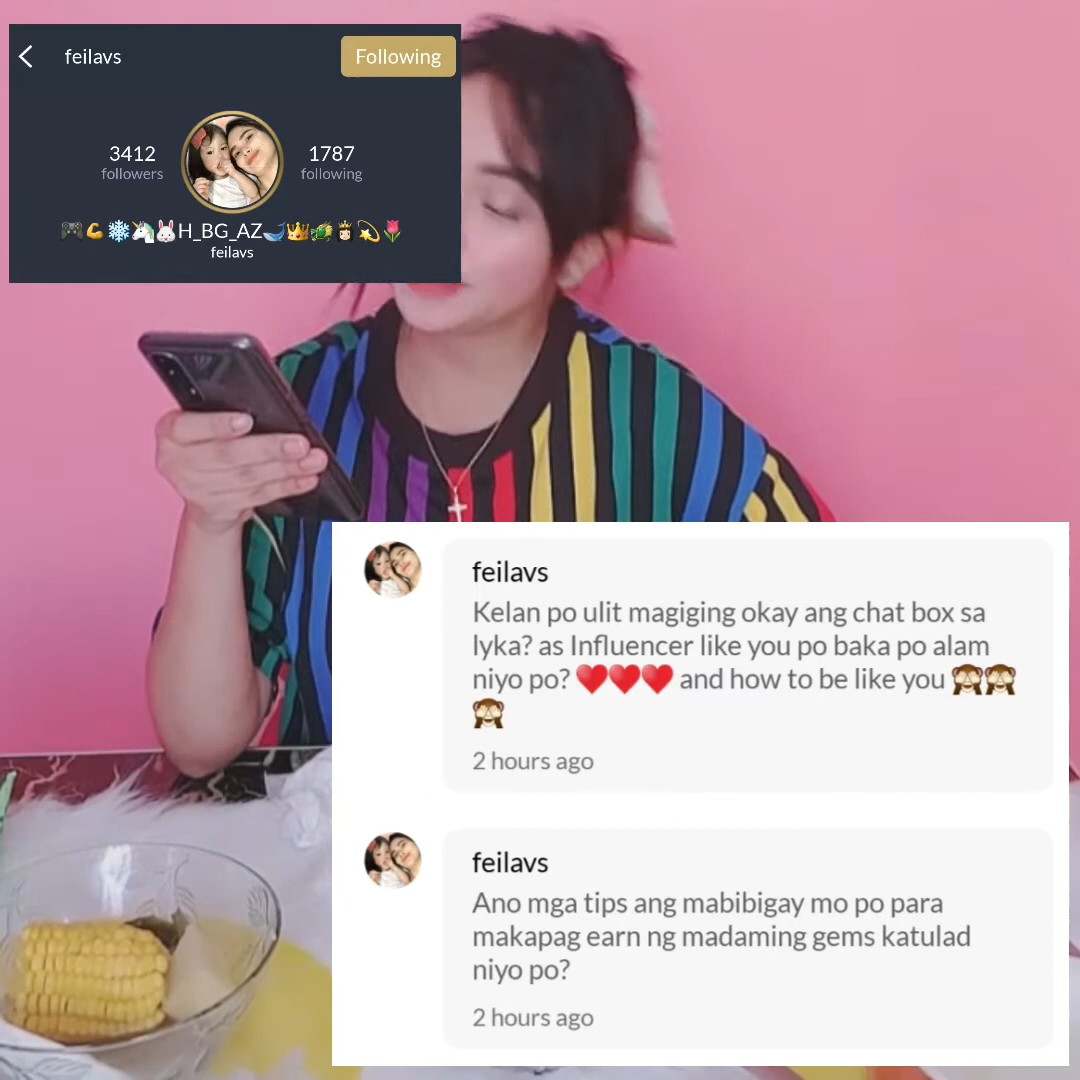 feilavs
Following
3412
followers
1787
following
🎮💪❄️🦄🐰H_BG_AZ🐋👑🐲👸🏻💫🌷
feilavs
feilavs
Kelan po ulit magiging okay ang chat box sa
lyka? as Influencer like you po baka po alam
niyo po? ❤️❤️❤️ and how to be like you 🙈🙈
🙈
2 hours ago
feilavs
Ano mga tips ang mabibigay mo po para
makapag earn ng madaming gems katulad
niyo po?
2 hours ago